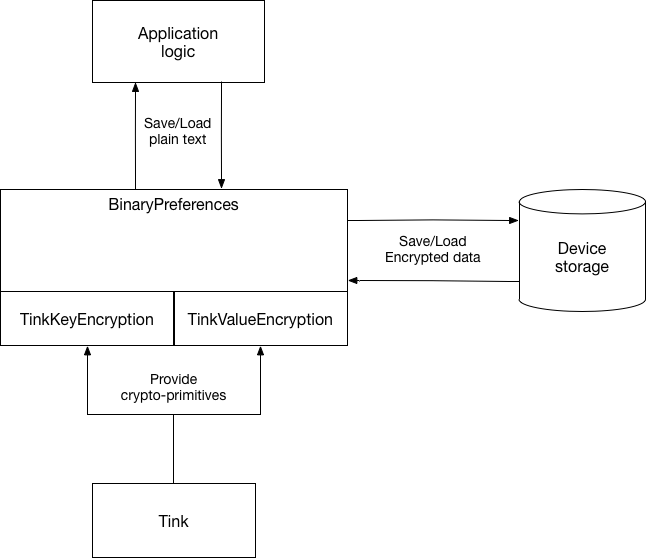 Application
logic
Save/Load
plain text
BinaryPreferences
Save/Load
Encrypted data
Device
storage
TinkKeyEncryption
TinkValueEncryption
Provide
crypto-primitives
Tink